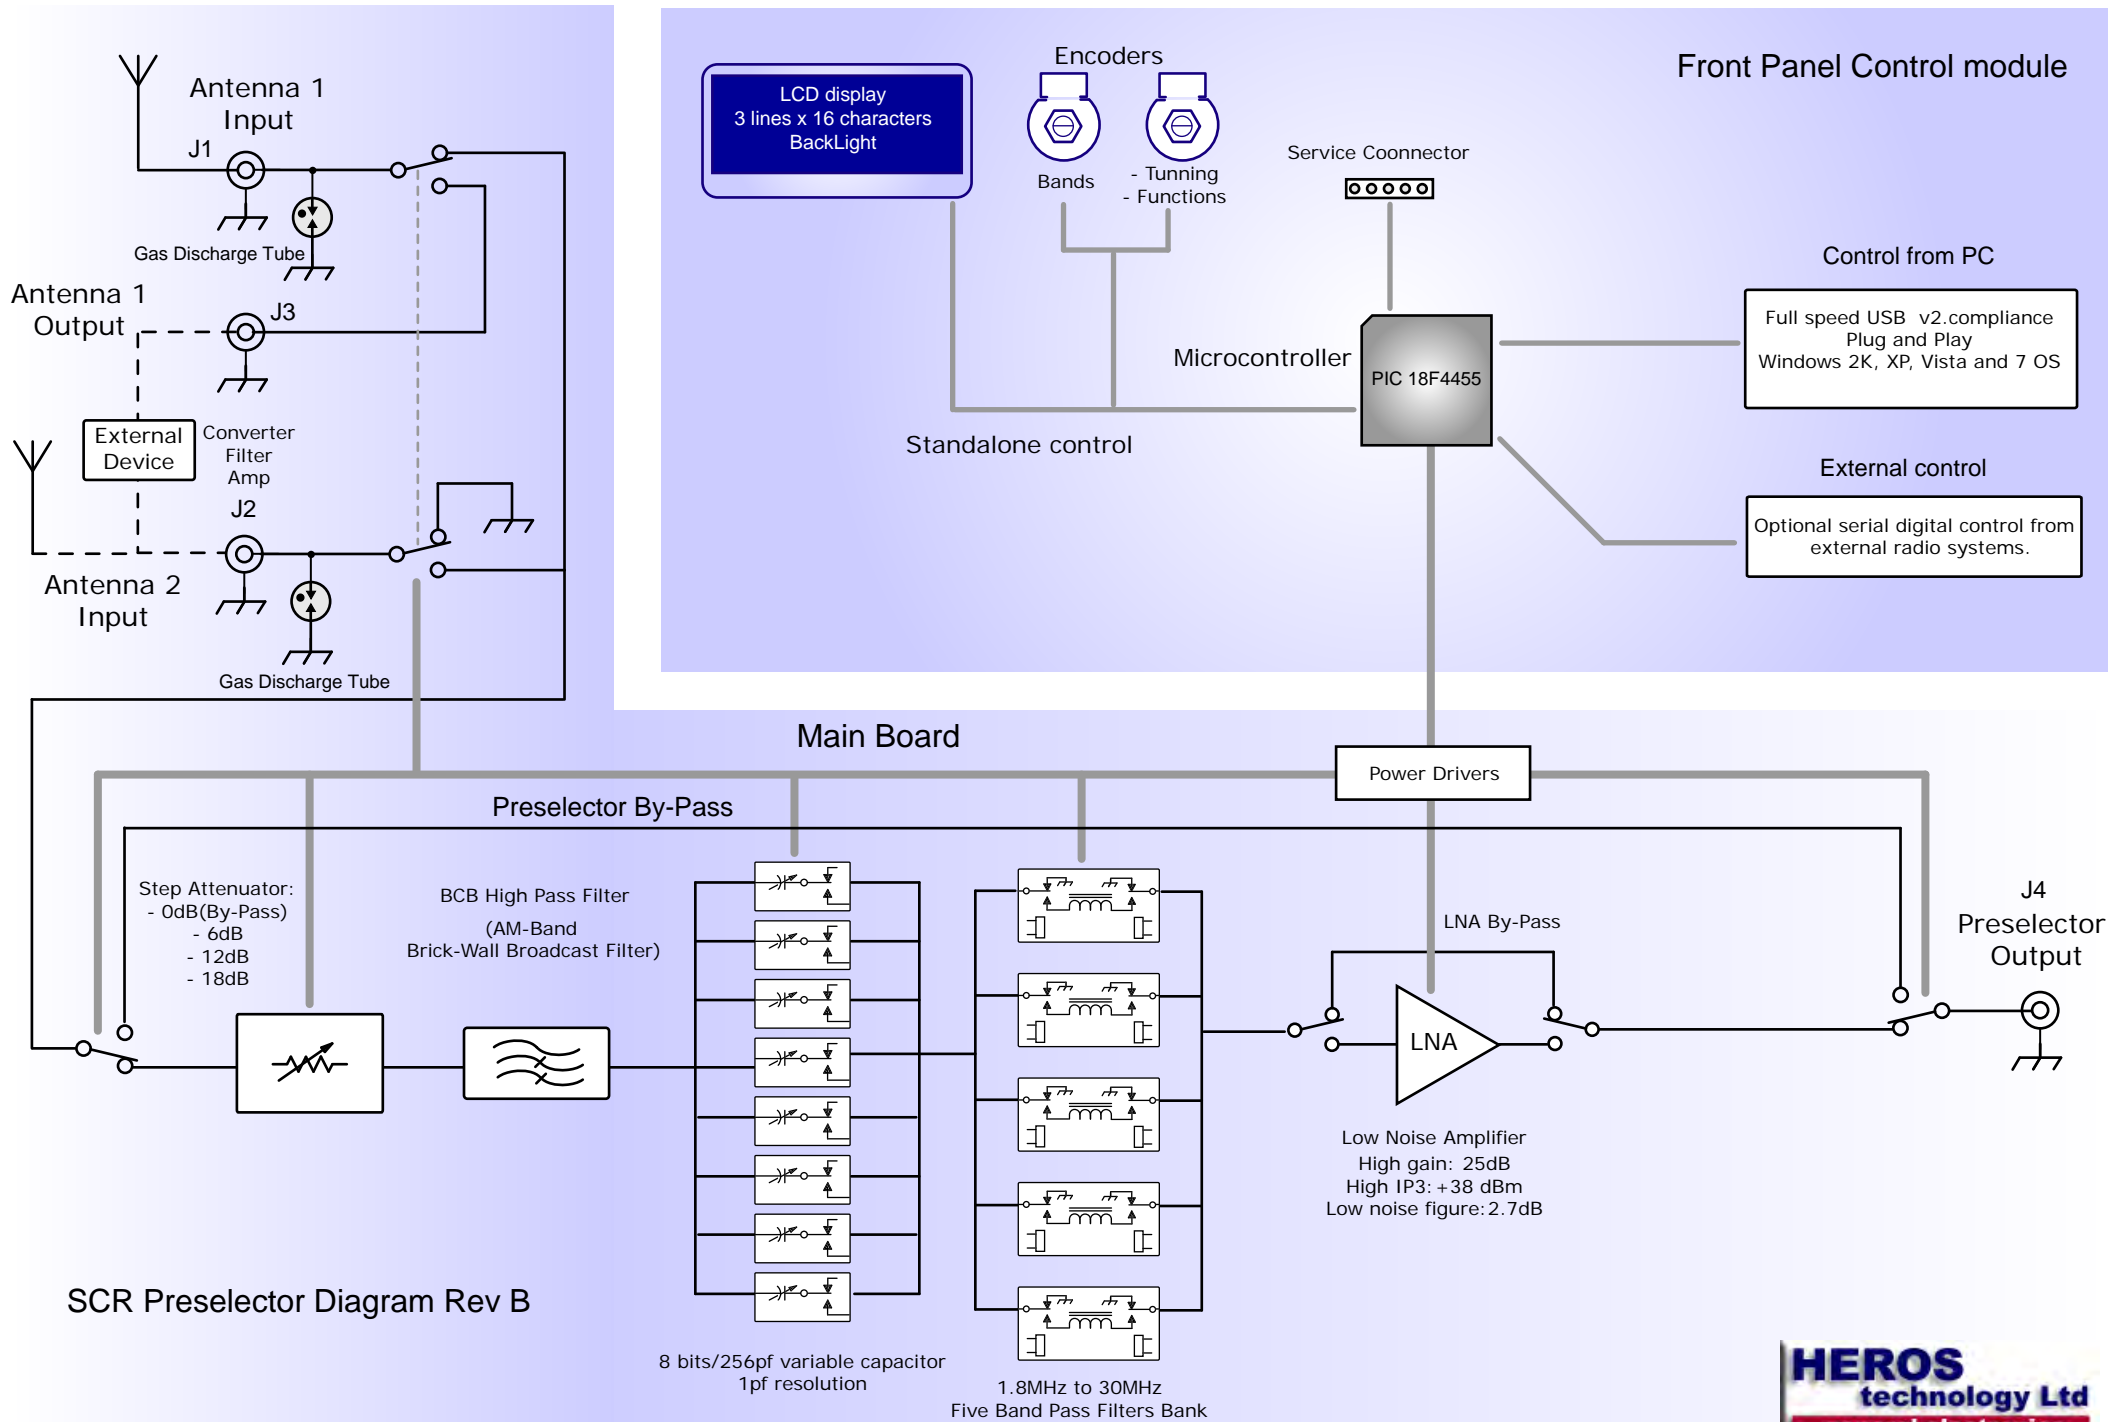 Antenna 1
Input
J1
Gas Discharge Tube
Antenna 1
Output
J3
External
Device
Converter
Filter
Amp
J2
Antenna 2
Input
Gas Discharge Tube
Front Panel Control module
LCD display
3 lines x 16 characters
BackLight
Encoders
Bands
- Tunning
- Functions
Service Coonnector
Microcontroller
PIC 18F4455
Standalone control
Control from PC
Full speed USB v2.compliance
Plug and Play
Windows 2K, XP, Vista and 7 OS
External control
Optional serial digital control from
external radio systems.
Main Board
Power Drivers
Preselector By-Pass
Step Attenuator:
- 0dB(By-Pass)
- 6dB
- 12dB
- 18dB
BCB High Pass Filter
(AM-Band
Brick-Wall Broadcast Filter)
LNA By-Pass
LNA
J4
Preselector
Output
Low Noise Amplifier
High gain: 25dB
High IP3:+38 dBm
Low noise figure:2.7dB
SCR Preselector Diagram Rev B
8 bits/256pf variable capacitor
1pf resolution
1.8MHz to 30MHz
Five Band Pass Filters Bank
HEROS
technology Ltd